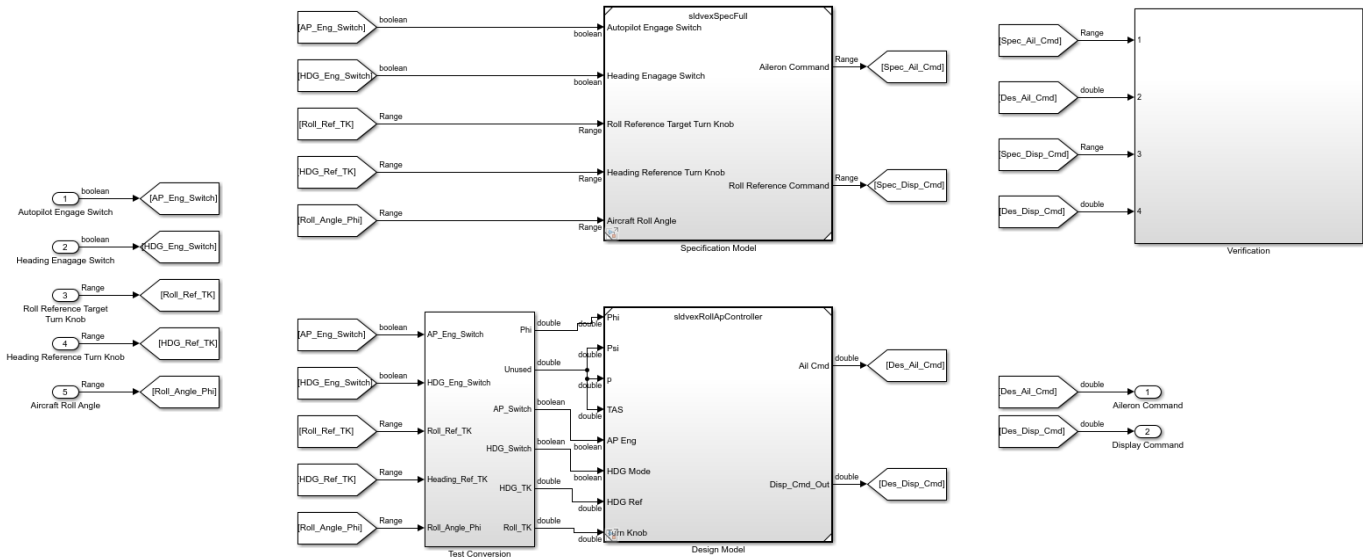 boolean
1
Autopilot Engage Switch
[AP_Eng_Switch]
boolean
2
Heading Enagage Switch
[HDG_Eng_Switch]
Range
3
Roll Reference Target
Turn Knob
[Roll_Ref_TK]
Range
4
Heading Reference Turn Knob
[HDG_Ref_TK]
Range
5
Aircraft Roll Angle
[Roll_Angle_Phi]
[AP_Eng_Switch]
boolean
boolean
[HDG_Eng_Switch]
boolean
boolean
[Roll_Ref_TK]
Range
Range
[HDG_Ref_TK]
Range
Range
[Roll_Angle_Phi]
Range
Range
sldvexSpecFull
Autopilot Engage Switch
Heading Enagage Switch
Roll Reference Target Turn Knob
Heading Reference Turn Knob
Aircraft Roll Angle
Aileron Command
Roll Reference Command
Specification Model
Range
[Spec_Ail_Cmd]
Range
[Spec_Disp_Cmd]
[Spec_Ail_Cmd]
Range
1
[Des_Ail_Cmd]
double
2
[Spec_Disp_Cmd]
Range
3
[Des_Disp_Cmd]
double
4
Verification
[AP_Eng_Switch]
boolean
[HDG_Eng_Switch]
boolean
[Roll_Ref_TK]
Range
[HDG_Ref_TK]
Range
[Roll_Angle_Phi]
Range
AP_Eng_Switch
HDG_Eng_Switch
Roll_Ref_TK
Heading_Ref_TK
Roll_Angle_Phi
Phi
Unused
AP_Switch
HDG_Switch
HDG_TK
Roll_TK
Test Conversion
double
double
double
double
double
double
boolean
boolean
boolean
boolean
double
double
double
double
sldvexRollApController
Phi
Psi
p
TAS
AP Eng
HDG Mode
HDG Ref
Turn Knob
Ail Cmd
Disp_Cmd_Out
Design Model
double
[Des_Ail_Cmd]
double
[Des_Disp_Cmd]
[Des_Ail_Cmd]
double
1
Aileron Command
[Des_Disp_Cmd]
double
2
Display Command